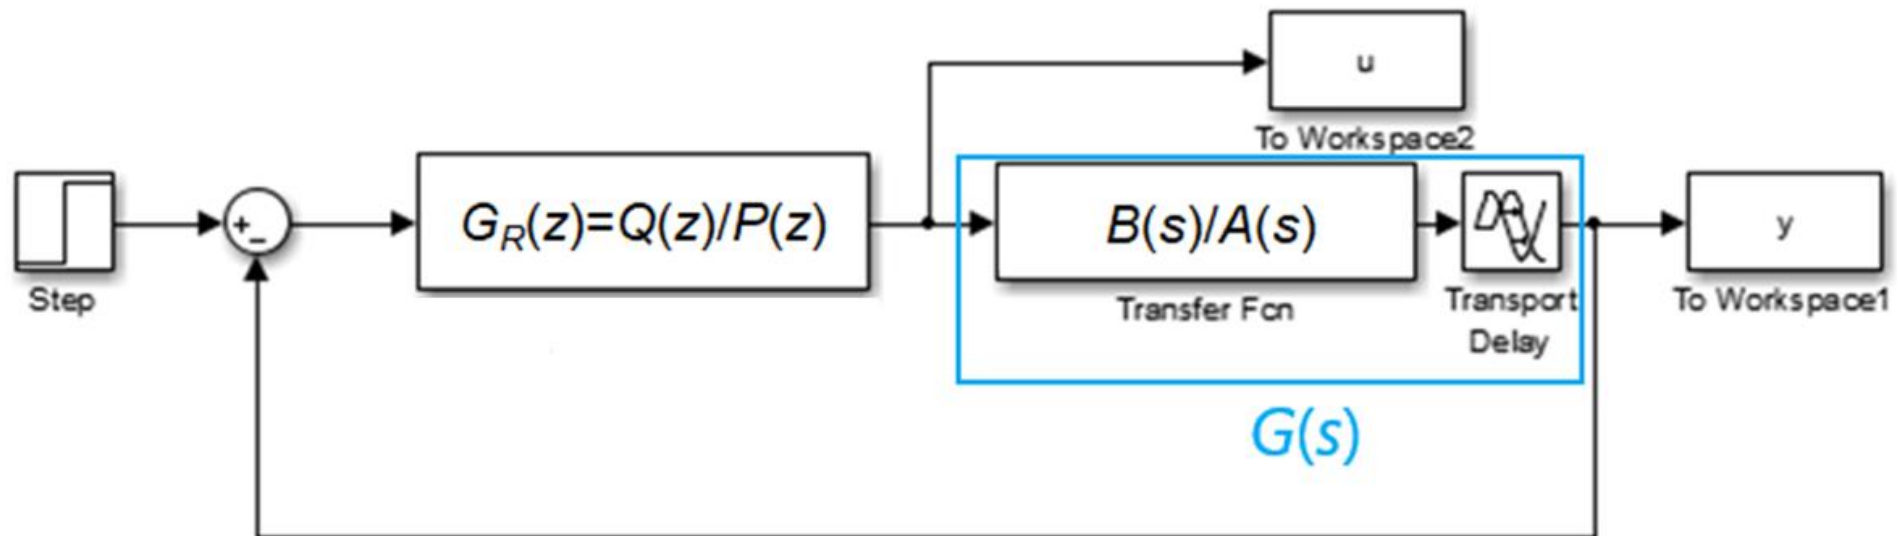 u
To Workspace2
+
−
G_R(z)=Q(z)/P(z)
B(s)/A(s)
y
Step
Transfer Fcn
Transport
Delay
To Workspace1
G(s)